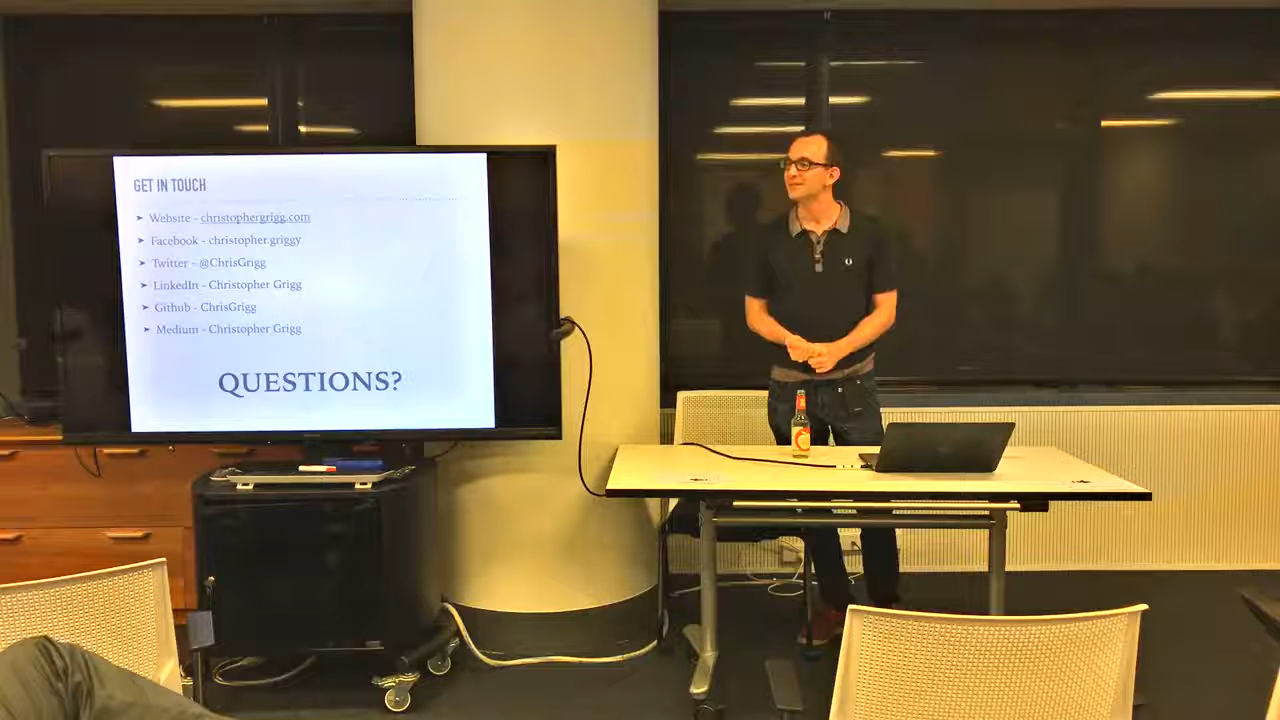 GET IN TOUCH
➤ Website - christophergrigg.com
➤ Facebook - christopher.griggy
➤ Twitter - @ChrisGrigg
➤ LinkedIn - Christopher Grigg
➤ Github - ChrisGrigg
➤ Medium - Christopher Grigg
QUESTIONS?